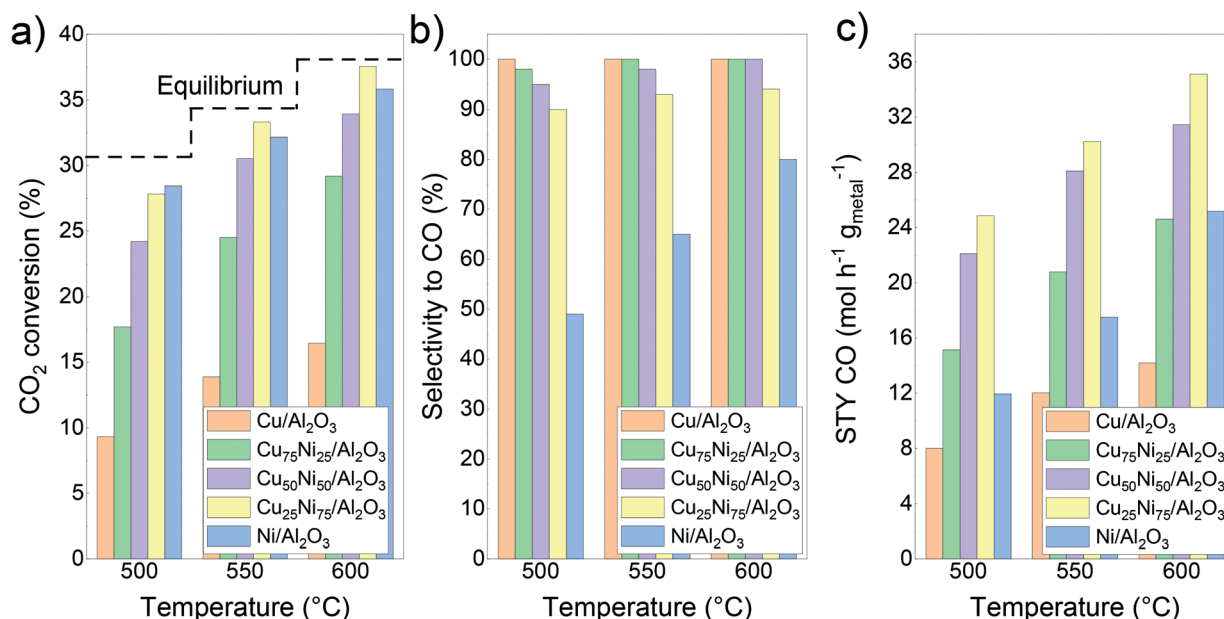 a)
CO₂ conversion (%)
40
35
30
25
20
15
10
5
0
Equilibrium
Cu/Al₂O₃
Cu₇₅Ni₂₅/Al₂O₃
Cu₅₀Ni₅₀/Al₂O₃
Cu₂₅Ni₇₅/Al₂O₃
Ni/Al₂O₃
500 550 600
Temperature (°C)
b)
Selectivity to CO (%)
100
90
80
70
60
50
40
30
20
10
0
Cu/Al₂O₃
Cu₇₅Ni₂₅/Al₂O₃
Cu₅₀Ni₅₀/Al₂O₃
Cu₂₅Ni₇₅/Al₂O₃
Ni/Al₂O₃
500 550 600
Temperature (°C)
c)
STY CO (mol h⁻¹ g_metal⁻¹)
36
32
28
24
20
16
12
8
4
0
Cu/Al₂O₃
Cu₇₅Ni₂₅/Al₂O₃
Cu₅₀Ni₅₀/Al₂O₃
Cu₂₅Ni₇₅/Al₂O₃
Ni/Al₂O₃
500 550 600
Temperature (°C)